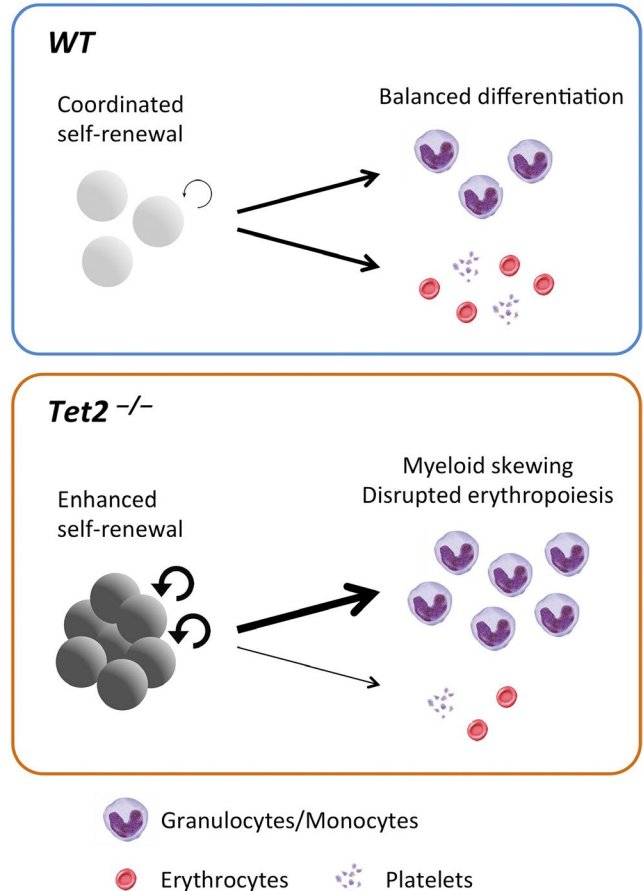 WT
Coordinated
self-renewal
Balanced differentiation
Tet2 –/–
Myeloid skewing
Disrupted erythropoiesis
Enhanced
self-renewal
Granulocytes/Monocytes
Erythrocytes
Platelets